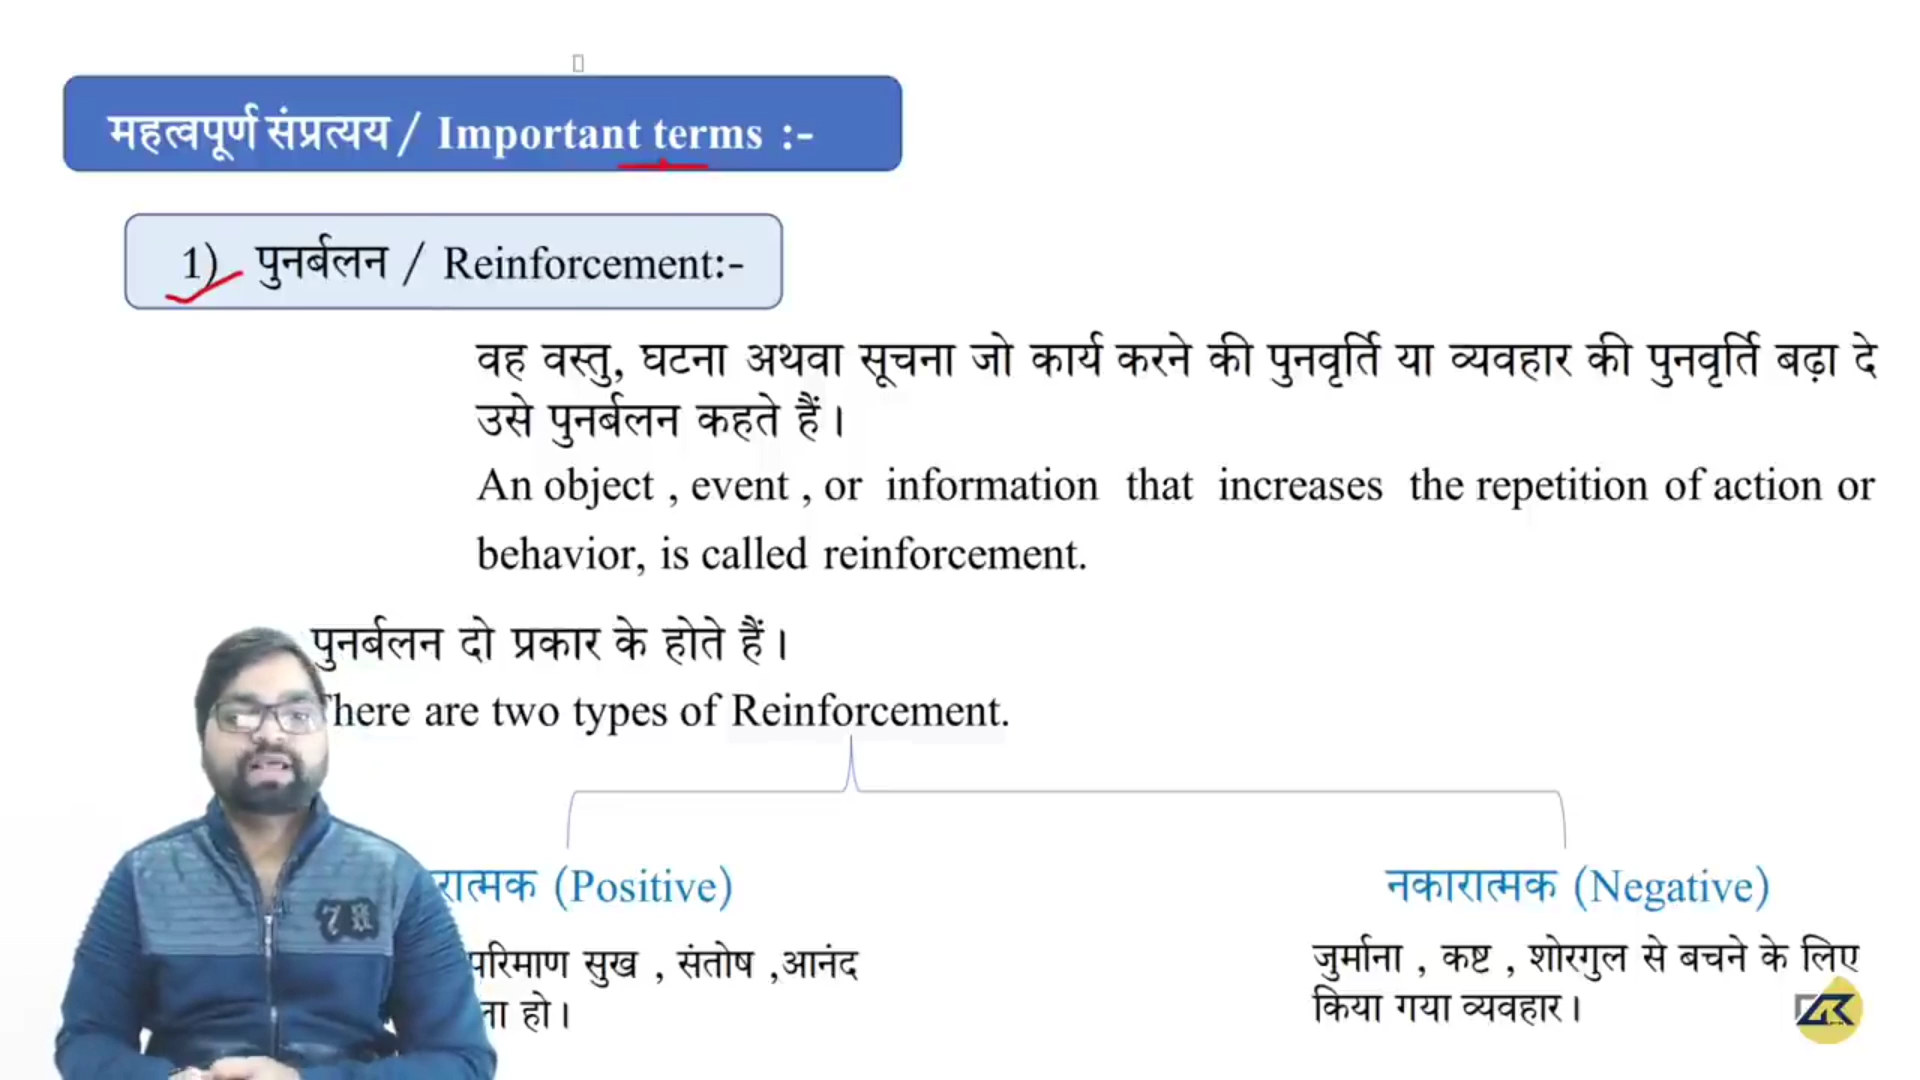 महत्वपूर्ण संप्रत्यय / Important terms :-
1) पुनर्बलन / Reinforcement:-
वह वस्तु, घटना अथवा सूचना जो कार्य करने की पुनवृर्ति या व्यवहार की पुनवृर्ति बढ़ा दे
उसे पुनर्बलन कहते हैं।
An object , event , or information that increases the repetition of action or
behavior, is called reinforcement.
पुनर्बलन दो प्रकार के होते हैं।
here are two types of Reinforcement.
रात्मक (Positive)
नकारात्मक (Negative)
परिमाण सुख , संतोष ,आनंद
ला हो।
जुर्माना , कष्ट , शोरगुल से बचने के लिए
किया गया व्यवहार।